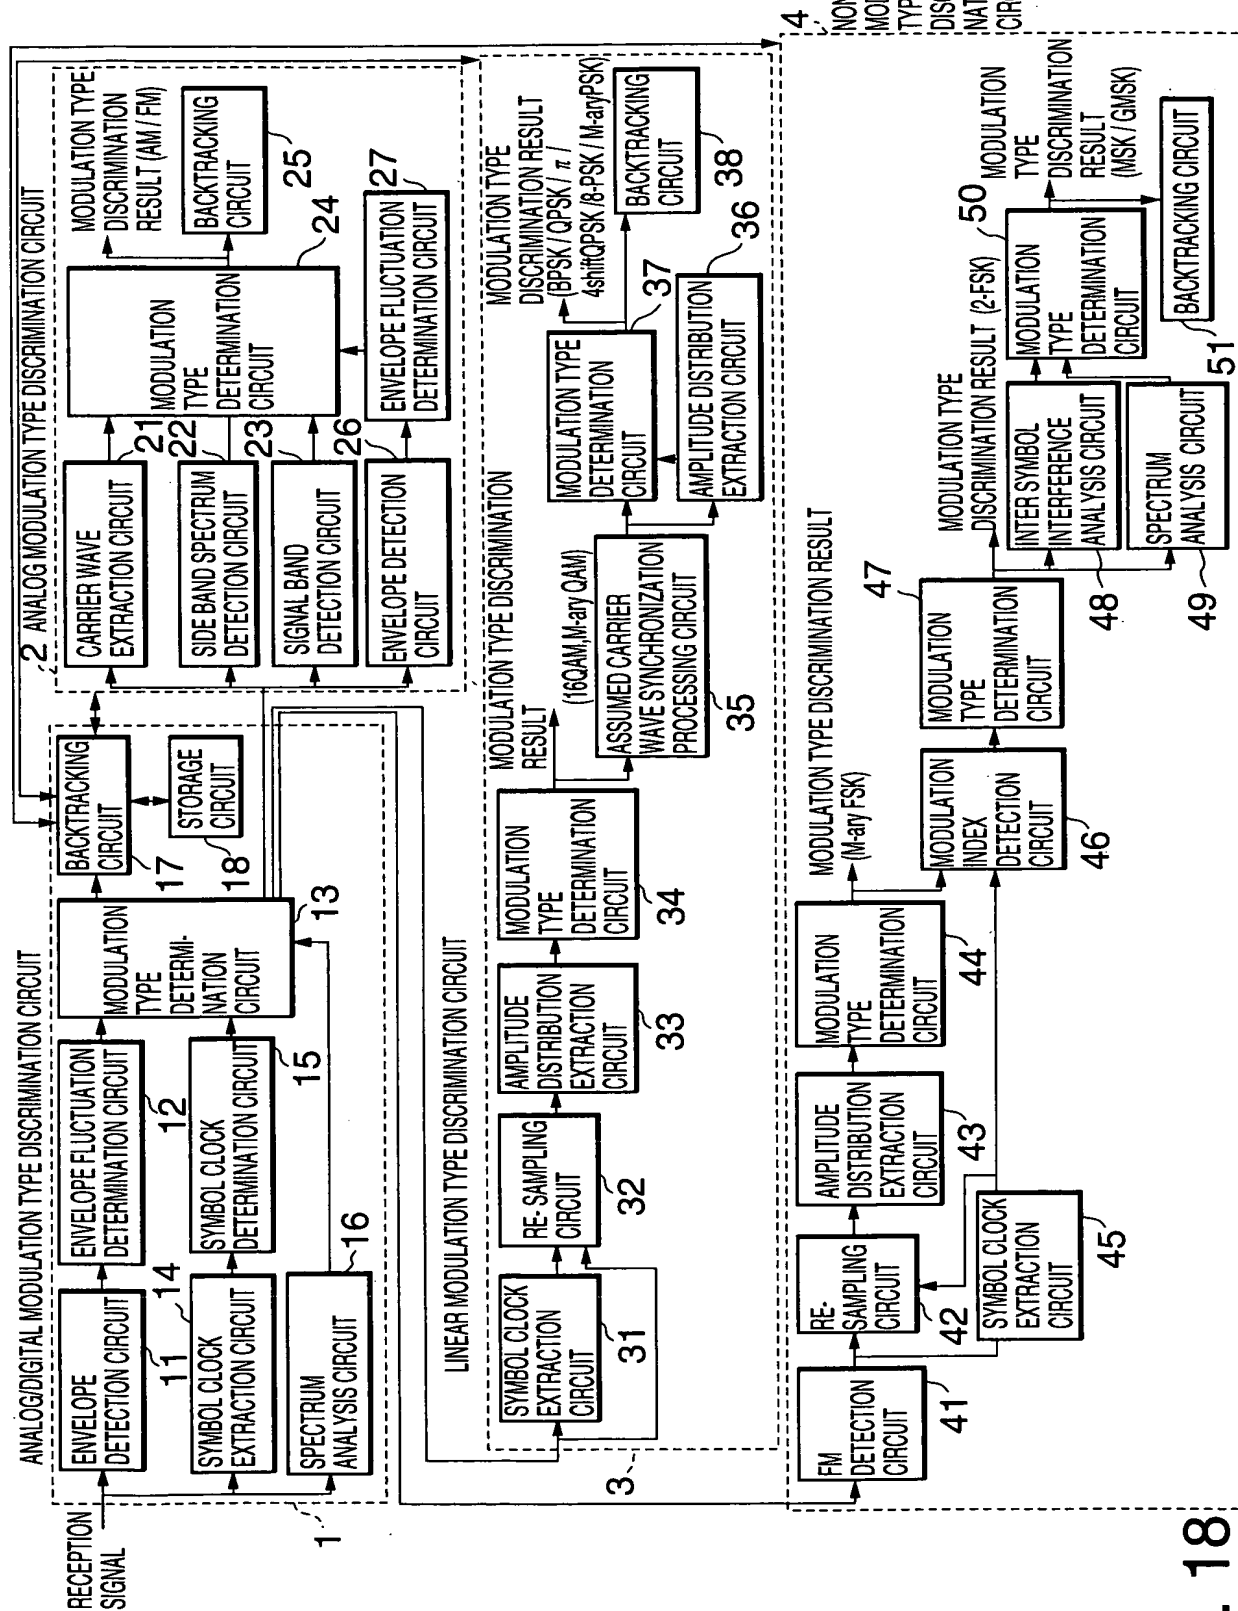 RECEPTION
SIGNAL
1
ANALOG/DIGITAL MODULATION TYPE DISCRIMINATION CIRCUIT
ENVELOPE
DETECTION CIRCUIT
11
ENVELOPE FLUCTUATION
DETERMINATION CIRCUIT
12
SYMBOL CLOCK
EXTRACTION CIRCUIT
14
SYMBOL CLOCK
DETERMINATION CIRCUIT
15
SPECTRUM
ANALYSIS CIRCUIT
16
MODULATION
TYPE
DETERMI-
NATION
CIRCUIT
13
BACKTRACKING
CIRCUIT
17
STORAGE
CIRCUIT
18
2
ANALOG MODULATION TYPE DISCRIMINATION CIRCUIT
CARRIER WAVE
EXTRACTION CIRCUIT
21
SIDE BAND SPECTRUM
DETECTION CIRCUIT
22
SIGNAL BAND
DETECTION CIRCUIT
23
ENVELOPE DETECTION
CIRCUIT
26
MODULATION
TYPE
DETERMINATION
CIRCUIT
24
ENVELOPE FLUCTUATION
DETERMINATION CIRCUIT
27
MODULATION TYPE
DISCRIMINATION
RESULT (AM / FM)
BACKTRACKING
CIRCUIT
25
LINEAR MODULATION TYPE DISCRIMINATION CIRCUIT
3
SYMBOL CLOCK
EXTRACTION
CIRCUIT
31
RE- SAMPLING
CIRCUIT
32
AMPLITUDE
DISTRIBUTION
EXTRACTION
CIRCUIT
33
MODULATION
TYPE
DETERMINATION
CIRCUIT
34
MODULATION TYPE DISCRIMINATION
RESULT
(16QAM,M-ary QAM)
ASSUMED CARRIER
WAVE SYNCHRONIZATION
PROCESSING CIRCUIT
35
MODULATION TYPE
DETERMINATION
CIRCUIT
37
AMPLITUDE DISTRIBUTION
EXTRACTION CIRCUIT
36
MODULATION TYPE
DISCRIMINATION RESULT
(BPSK / QPSK / π /
4shiftQPSK /8-PSK / M-aryPSK)
BACKTRACKING
CIRCUIT
38
4
FM
DETECTION
CIRCUIT
41
RE-
SAMPLING
CIRCUIT
42
AMPLITUDE
DISTRIBUTION
EXTRACTION
CIRCUIT
43
MODULATION
TYPE
DETERMINATION
CIRCUIT
44
SYMBOL CLOCK
EXTRACTION
CIRCUIT
45
MODULATION TYPE DISCRIMINATION RESULT
(M-ary FSK)
MODULATION
INDEX
DETECTION
CIRCUIT
46
MODULATION
TYPE
DETERMINATION
CIRCUIT
47
MODULATION TYPE
DISCRIMINATION RESULT (2-FSK)
INTER SYMBOL
INTERFERENCE
ANALYSIS CIRCUIT
48
SPECTRUM
ANALYSIS CIRCUIT
49
MODULATION
TYPE
DETERMINATION
CIRCUIT
50
MODULATION
TYPE
DISCRIMINATION
RESULT
(MSK / GMSK)
BACKTRACKING CIRCUIT
51
. 18